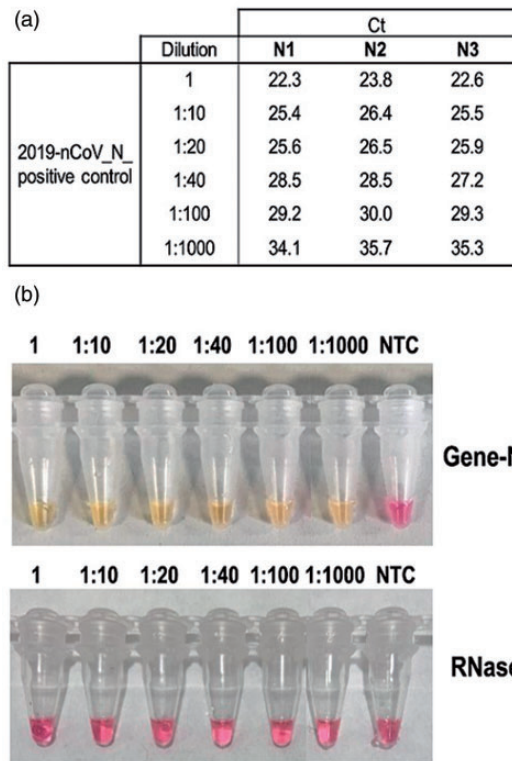 (a)
Ct
Dilution N1 N2 N3
1 22.3 23.8 22.6
1:10 25.4 26.4 25.5
1:20 25.6 26.5 25.9
2019-nCoV_N_
positive control
1:40 28.5 28.5 27.2
1:100 29.2 30.0 29.3
1:1000 34.1 35.7 35.3
(b)
1 1:10 1:20 1:40 1:100 1:1000 NTC
Gene-N
1 1:10 1:20 1:40 1:100 1:1000 NTC
RNase